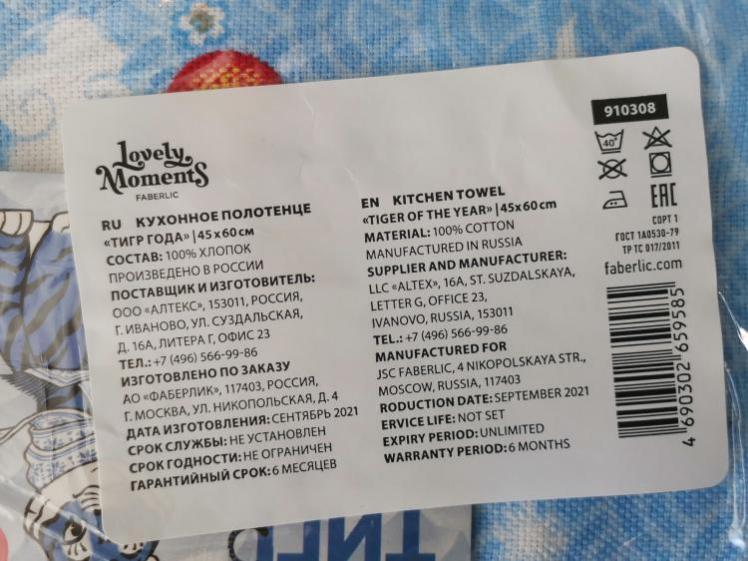 Lovely
Moments
FABERLIC
RU КУХОННОЕ ПОЛОТЕНЦЕ
«ТИГР ГОДА» | 45 х 60 см
СОСТАВ: 100% ХЛОПОК
ПРОИЗВЕДЕНО В РОССИИ
ПОСТАВЩИК И ИЗГОТОВИТЕЛЬ:
ООО «АЛТЕКС», 153011, РОССИЯ,
Г. ИВАНОВО, УЛ. СУЗДАЛЬСКАЯ,
Д. 16А, ЛИТЕРА Г, ОФИС 23
ТЕЛ.: +7 (496) 566-99-86
ИЗГОТОВЛЕНО ПО ЗАКАЗУ
АО «ФАБЕРЛИК», 117403, РОССИЯ,
Г. МОСКВА, УЛ. НИКОПОЛЬСКАЯ, Д. 4
ДАТА ИЗГОТОВЛЕНИЯ: СЕНТЯБРЬ 2021
СРОК СЛУЖБЫ: НЕ УСТАНОВЛЕН
СРОК ГОДНОСТИ: НЕ ОГРАНИЧЕН
ГАРАНТИЙНЫЙ СРОК: 6 МЕСЯЦЕВ
EN KITCHEN TOWEL
«TIGER OF THE YEAR» | 45x60 cm
MATERIAL: 100% COTTON
MANUFACTURED IN RUSSIA
SUPPLIER AND MANUFACTURER:
LLC «ALTEX», 16A, ST. SUZDALSKAYA,
LETTER G, OFFICE 23,
IVANOVO, RUSSIA, 153011
TEL.: +7 (496) 566-99-86
MANUFACTURED FOR
JSC FABERLIC, 4 NIKOPOLSKAYA STR.,
MOSCOW, RUSSIA, 117403
RODUCTION DATE: SEPTEMBER 2021
ERVICE LIFE: NOT SET
EXPIRY PERIOD: UNLIMITED
WARRANTY PERIOD: 6 MONTHS
910308
40°
EAC
СОРТ 1
ГОСТ 1А0530-79
ТР ТС 017/2011
faberlic.com
4 690302 659585